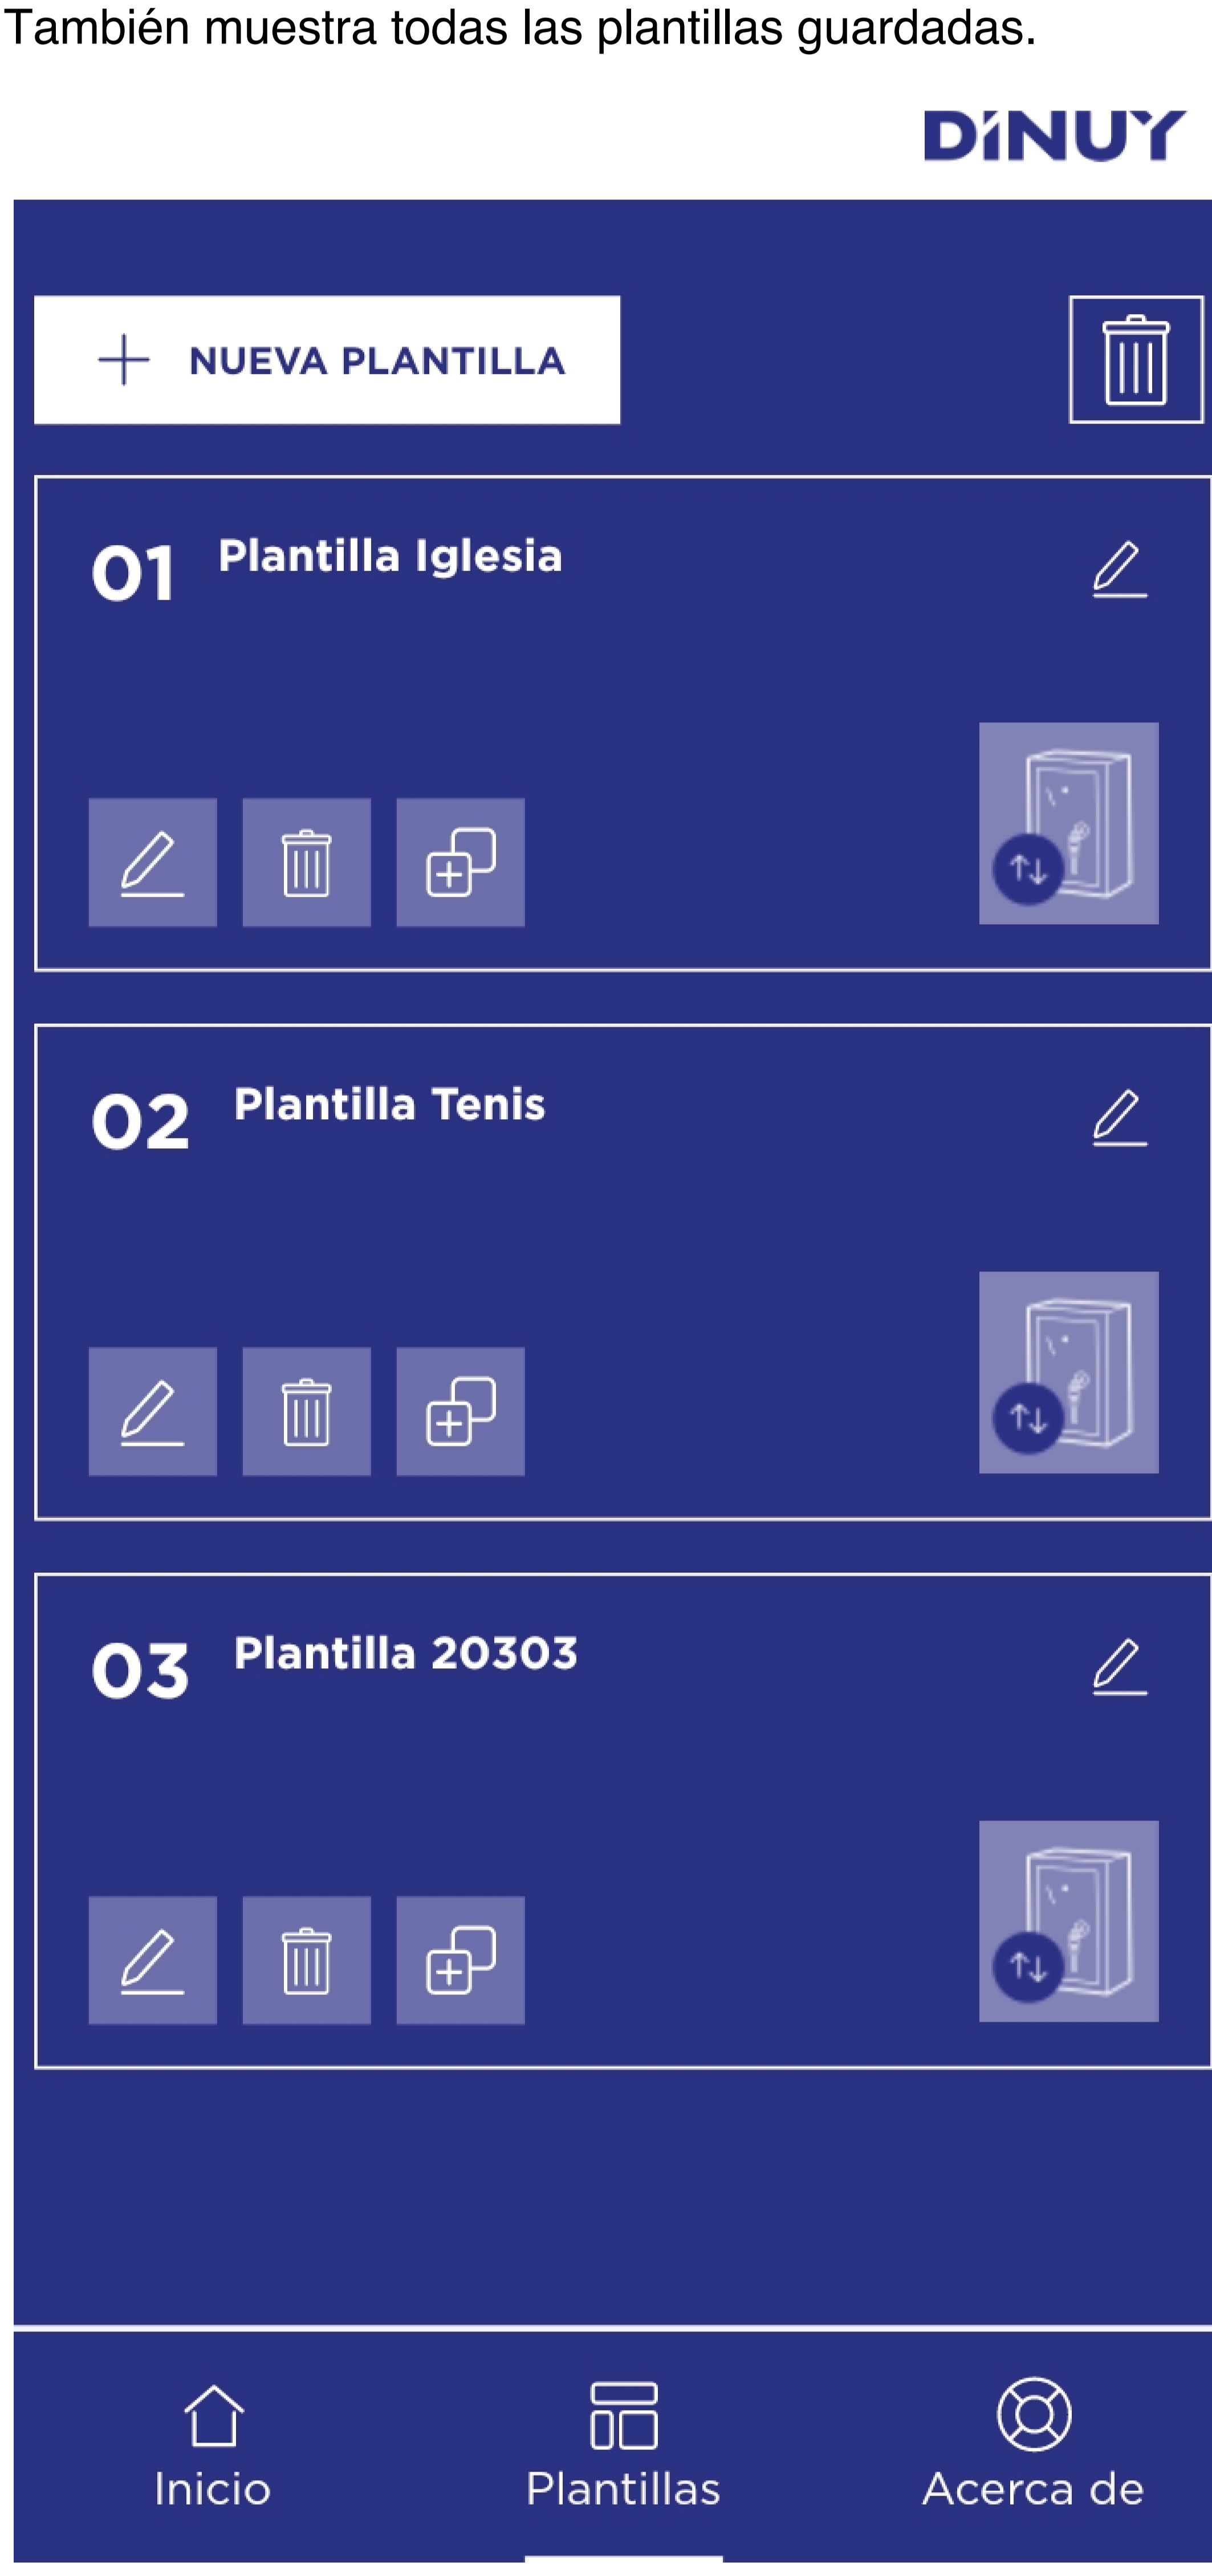 También muestra todas las plantillas guardadas.
DíNUY
NUEVA PLANTILLA
01 Plantilla Iglesia
02 Plantilla Tenis
03 Plantilla 20303
Inicio Plantillas Acerca de